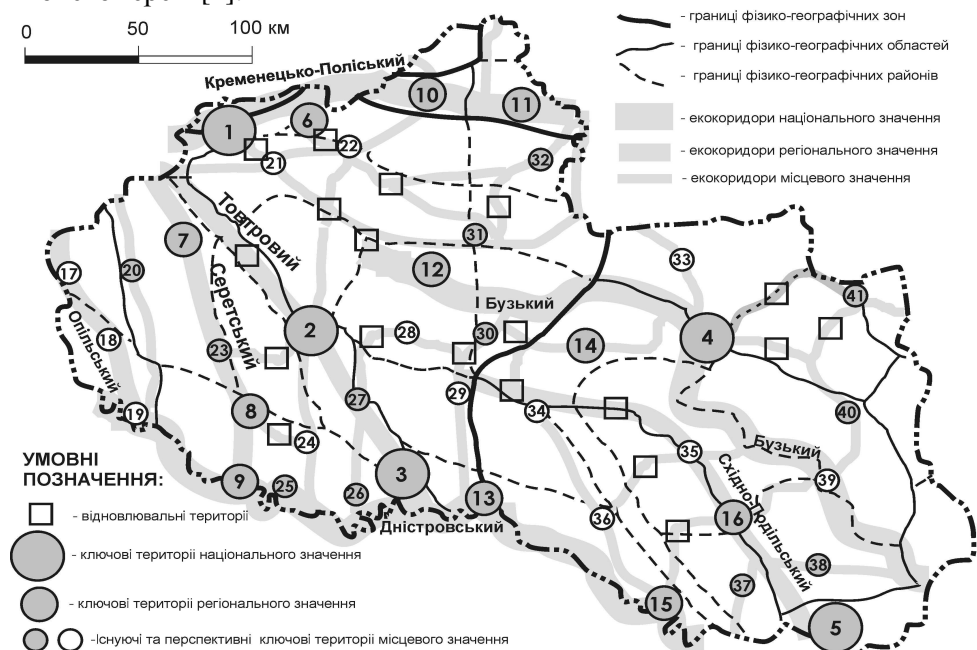 0 50 100 км
- границі фізико-географічних зон
- границі фізико-географічних областей
- границі фізико-географічних районів
- екокоридори національного значення
- екокоридори регіонального значення
- екокоридори місцевого значення
Кременецько-Поліський
10
11
6
1
22
21
32
Товтровий
7
31
33
17
20
12
41
Серетський
Бузький
Опільський
2
28
30
4
18
14
23
29
27
34
40
19
8
24
35
Бузький
Східно-Подільський
39
3
9
25
26
13
36
16
Дністровський
38
37
15
5
УМОВНІ
ПОЗНАЧЕННЯ:
- відновлювальні території
- ключові території національного значення
- ключові території регіонального значення
-Існуючі та перспективні ключові території місцевого значення